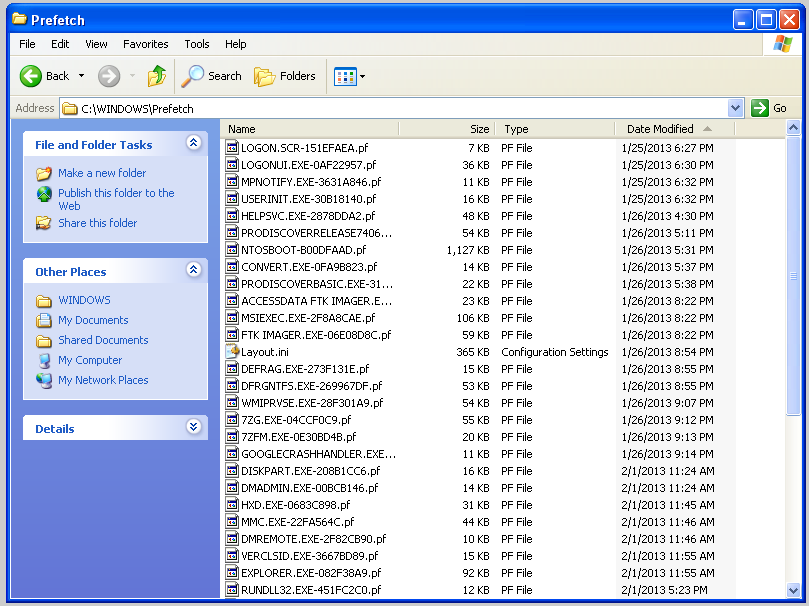 Prefetch
File Edit View Favorites Tools Help
Back Search Folders
Address C:\WINDOWS\Prefetch Go
File and Folder Tasks
Make a new folder
Publish this folder to the
Web
Share this folder
Other Places
WINDOWS
My Documents
Shared Documents
My Computer
My Network Places
Details
Name Size Type Date Modified
LOGON.SCR-151EFAEA.pf 7 KB PF File 1/25/2013 6:27 PM
LOGONUI.EXE-0AF22957.pf 36 KB PF File 1/25/2013 6:30 PM
MPNOTIFY.EXE-3631A846.pf 11 KB PF File 1/25/2013 6:32 PM
USERINIT.EXE-30B18140.pf 16 KB PF File 1/25/2013 6:32 PM
HELPSVC.EXE-2878DDA2.pf 48 KB PF File 1/26/2013 4:30 PM
PRODISCOVERRELEASE7406... 54 KB PF File 1/26/2013 5:11 PM
NTOSBOOT-B00DFAAD.pf 1,127 KB PF File 1/26/2013 5:31 PM
CONVERT.EXE-0FA9B823.pf 14 KB PF File 1/26/2013 5:37 PM
PRODISCOVERBASIC.EXE-31... 22 KB PF File 1/26/2013 5:38 PM
ACCESSDATA FTK IMAGER.E... 23 KB PF File 1/26/2013 8:22 PM
MSIEXEC.EXE-2F8A8CAE.pf 106 KB PF File 1/26/2013 8:22 PM
FTK IMAGER.EXE-06E08D8C.pf 59 KB PF File 1/26/2013 8:22 PM
Layout.ini 365 KB Configuration Settings 1/26/2013 8:54 PM
DEFRAG.EXE-273F131E.pf 15 KB PF File 1/26/2013 8:55 PM
DFRGNTFS.EXE-269967DF.pf 53 KB PF File 1/26/2013 8:55 PM
WMIPRVSE.EXE-28F301A9.pf 54 KB PF File 1/26/2013 9:07 PM
7ZG.EXE-04CCF0C9.pf 55 KB PF File 1/26/2013 9:12 PM
7ZFM.EXE-0E30BD4B.pf 20 KB PF File 1/26/2013 9:13 PM
GOOGLECRASHHANDLER.EXE... 11 KB PF File 1/26/2013 9:14 PM
DISKPART.EXE-208B1CC6.pf 16 KB PF File 2/1/2013 11:24 AM
DMADMIN.EXE-00BCB146.pf 14 KB PF File 2/1/2013 11:24 AM
HXD.EXE-0683C898.pf 31 KB PF File 2/1/2013 11:45 AM
MMC.EXE-22FA564C.pf 44 KB PF File 2/1/2013 11:46 AM
DMREMOTE.EXE-2F82CB90.pf 10 KB PF File 2/1/2013 11:46 AM
VERCLSID.EXE-3667BD89.pf 15 KB PF File 2/1/2013 11:55 AM
EXPLORER.EXE-082F38A9.pf 92 KB PF File 2/1/2013 11:55 AM
RUNDLL32.EXE-451FC2C0.pf 12 KB PF File 2/1/2013 5:23 PM